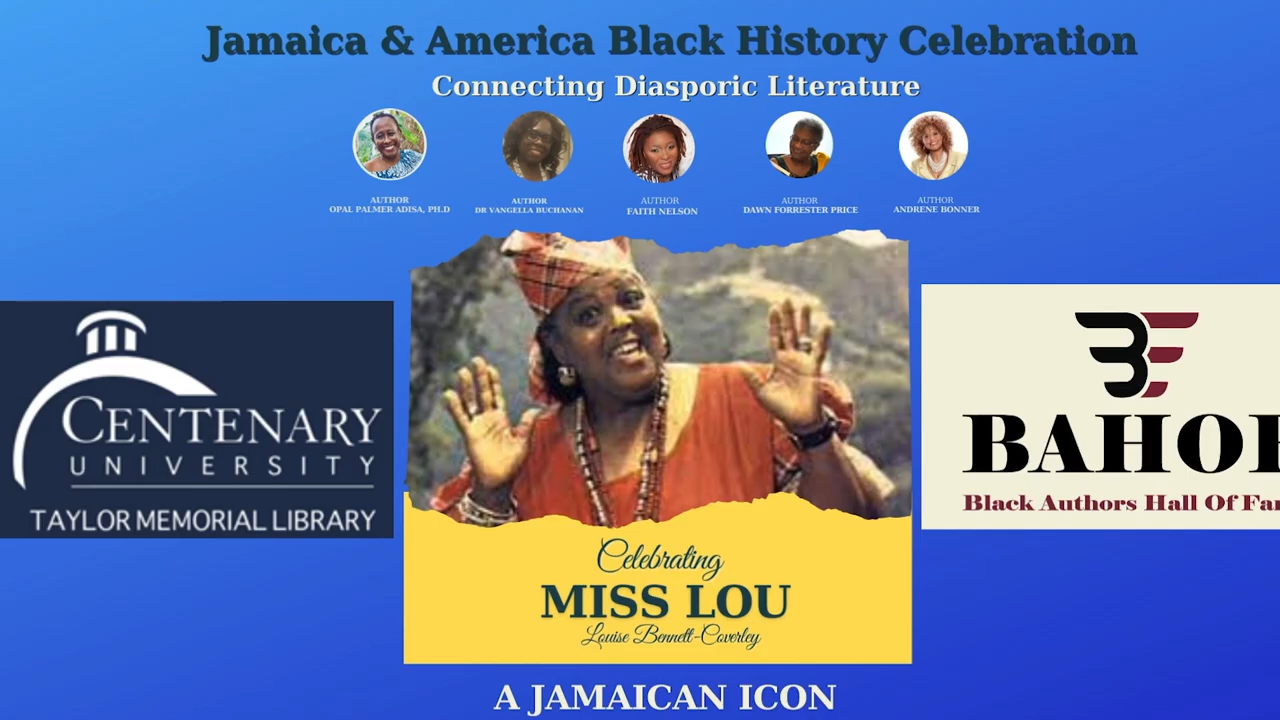 Jamaica & America Black History Celebration
Connecting Diasporic Literature
AUTHOR
OPAL PALMER ADISA, PH.D
AUTHOR
DR VANGELLA BUCHANAN
AUTHOR
FAITH NELSON
AUTHOR
DAWN FORRESTER PRICE
AUTHOR
ANDRENE BONNER
CENTENARY
UNIVERSITY
TAYLOR MEMORIAL LIBRARY
BE
BAHOF
Black Authors Hall Of Fa
Celebrating
MISS LOU
Louise Bennett-Coverley
A JAMAICAN ICON